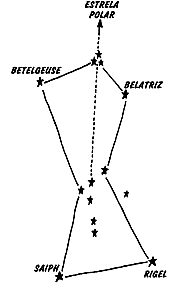 ESTRELA
POLAR
BETELGEUSE
BELATRIZ
SAIPH
RIGEL